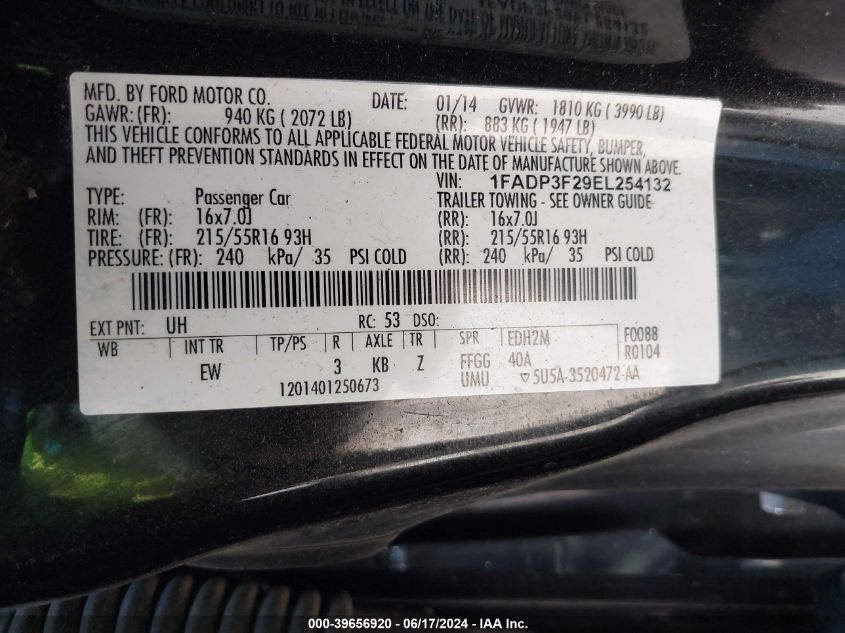 MFD. BY FORD MOTOR CO. DATE: 01/14 GVWR: 1810 KG ( 3990 LB)
GAWR: (FR): 940 KG ( 2072 LB) (RR): 883 KG ( 1947 LB)
THIS VEHICLE CONFORMS TO ALL APPLICABLE FEDERAL MOTOR VEHICLE SAFETY, BUMPER,
AND THEFT PREVENTION STANDARDS IN EFFECT ON THE DATE OF MANUFACTURE SHOWN ABOVE.
VIN: 1FADP3F29EL254132
TYPE: Passenger Car TRAILER TOWING - SEE OWNER GUIDE
RIM: (FR): 16x7.0J (RR): 16x7.0J
TIRE: (FR): 215/55R16 93H (RR): 215/55R16 93H
PRESSURE: (FR): 240 kPa/ 35 PSI COLD (RR): 240 kPa/ 35 PSI COLD
EXT PNT: UH RC: 53 DSO:
WB INT TR TP/PS R AXLE TR SPR EDH2M F0088
EW 3 KB Z FFGG 40A R0104
1201401250673 UMU ▽5U5A-3520472-AA
000-39656920 - 06/17/2024 - IAA Inc.